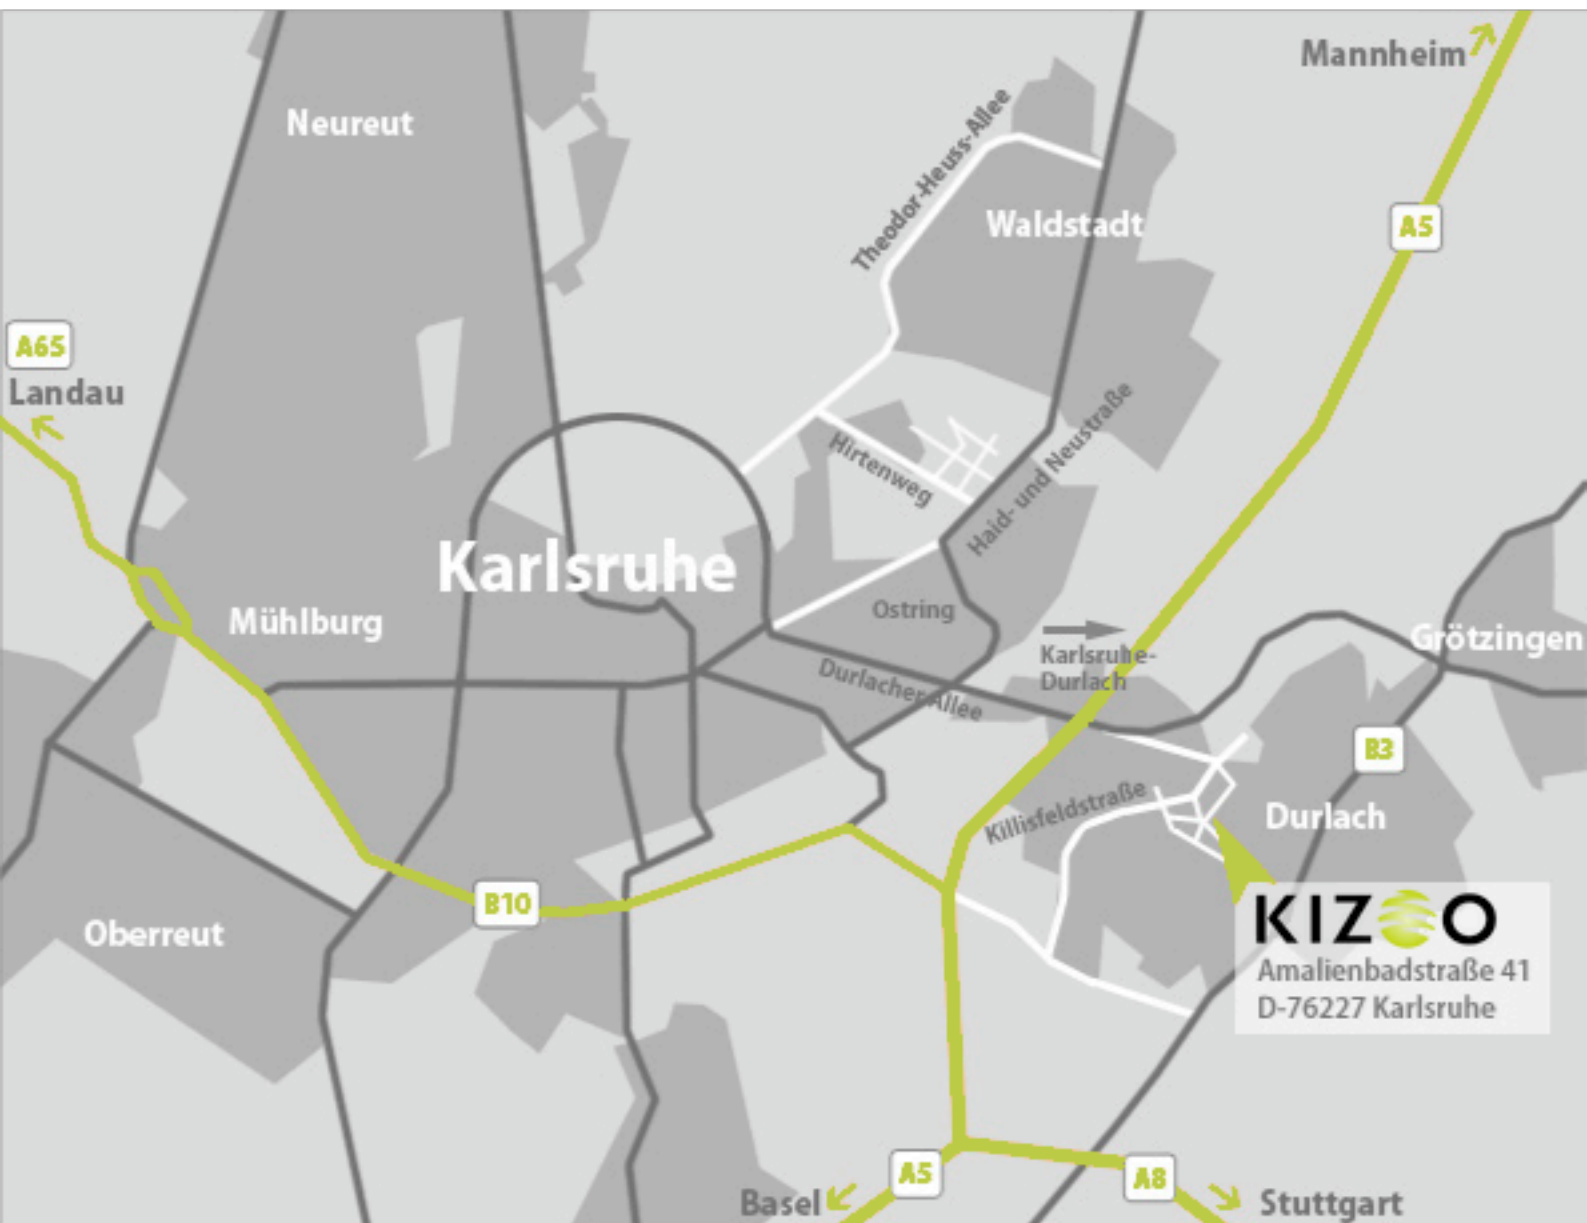 Mannheim
Neureut
Theodor-Heuss-Allee
Waldstadt
A5
A65
Landau
Hirtenweg
Haid- und Neustraße
Karlsruhe
Mühlburg
Ostring
Karlsruhe-
Durlach
Grötzingen
Durlacher Allee
B3
Killisfeldstraße
Durlach
B10
Oberreut
KIZOO
Amalienbadstraße 41
D-76227 Karlsruhe
A5
A8
Basel
Stuttgart